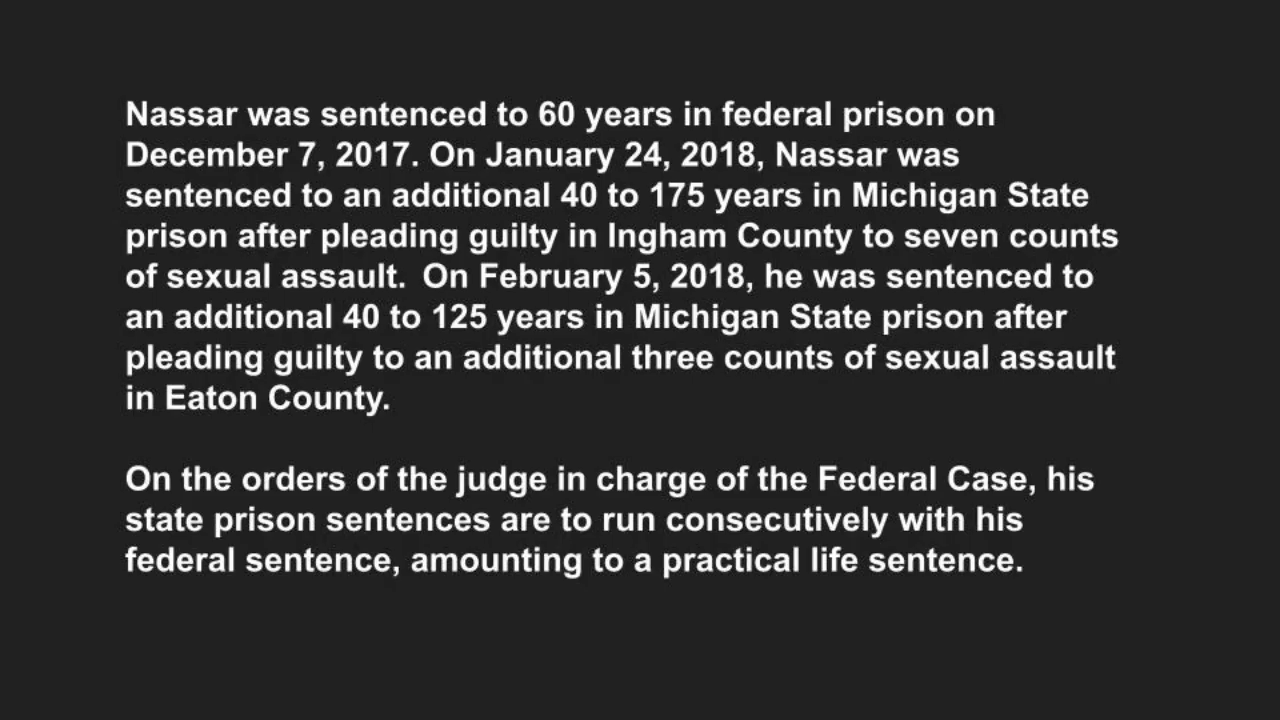 Nassar was sentenced to 60 years in federal prison on
December 7, 2017. On January 24, 2018, Nassar was
sentenced to an additional 40 to 175 years in Michigan State
prison after pleading guilty in Ingham County to seven counts
of sexual assault.  On February 5, 2018, he was sentenced to
an additional 40 to 125 years in Michigan State prison after
pleading guilty to an additional three counts of sexual assault
in Eaton County.
On the orders of the judge in charge of the Federal Case, his
state prison sentences are to run consecutively with his
federal sentence, amounting to a practical life sentence.